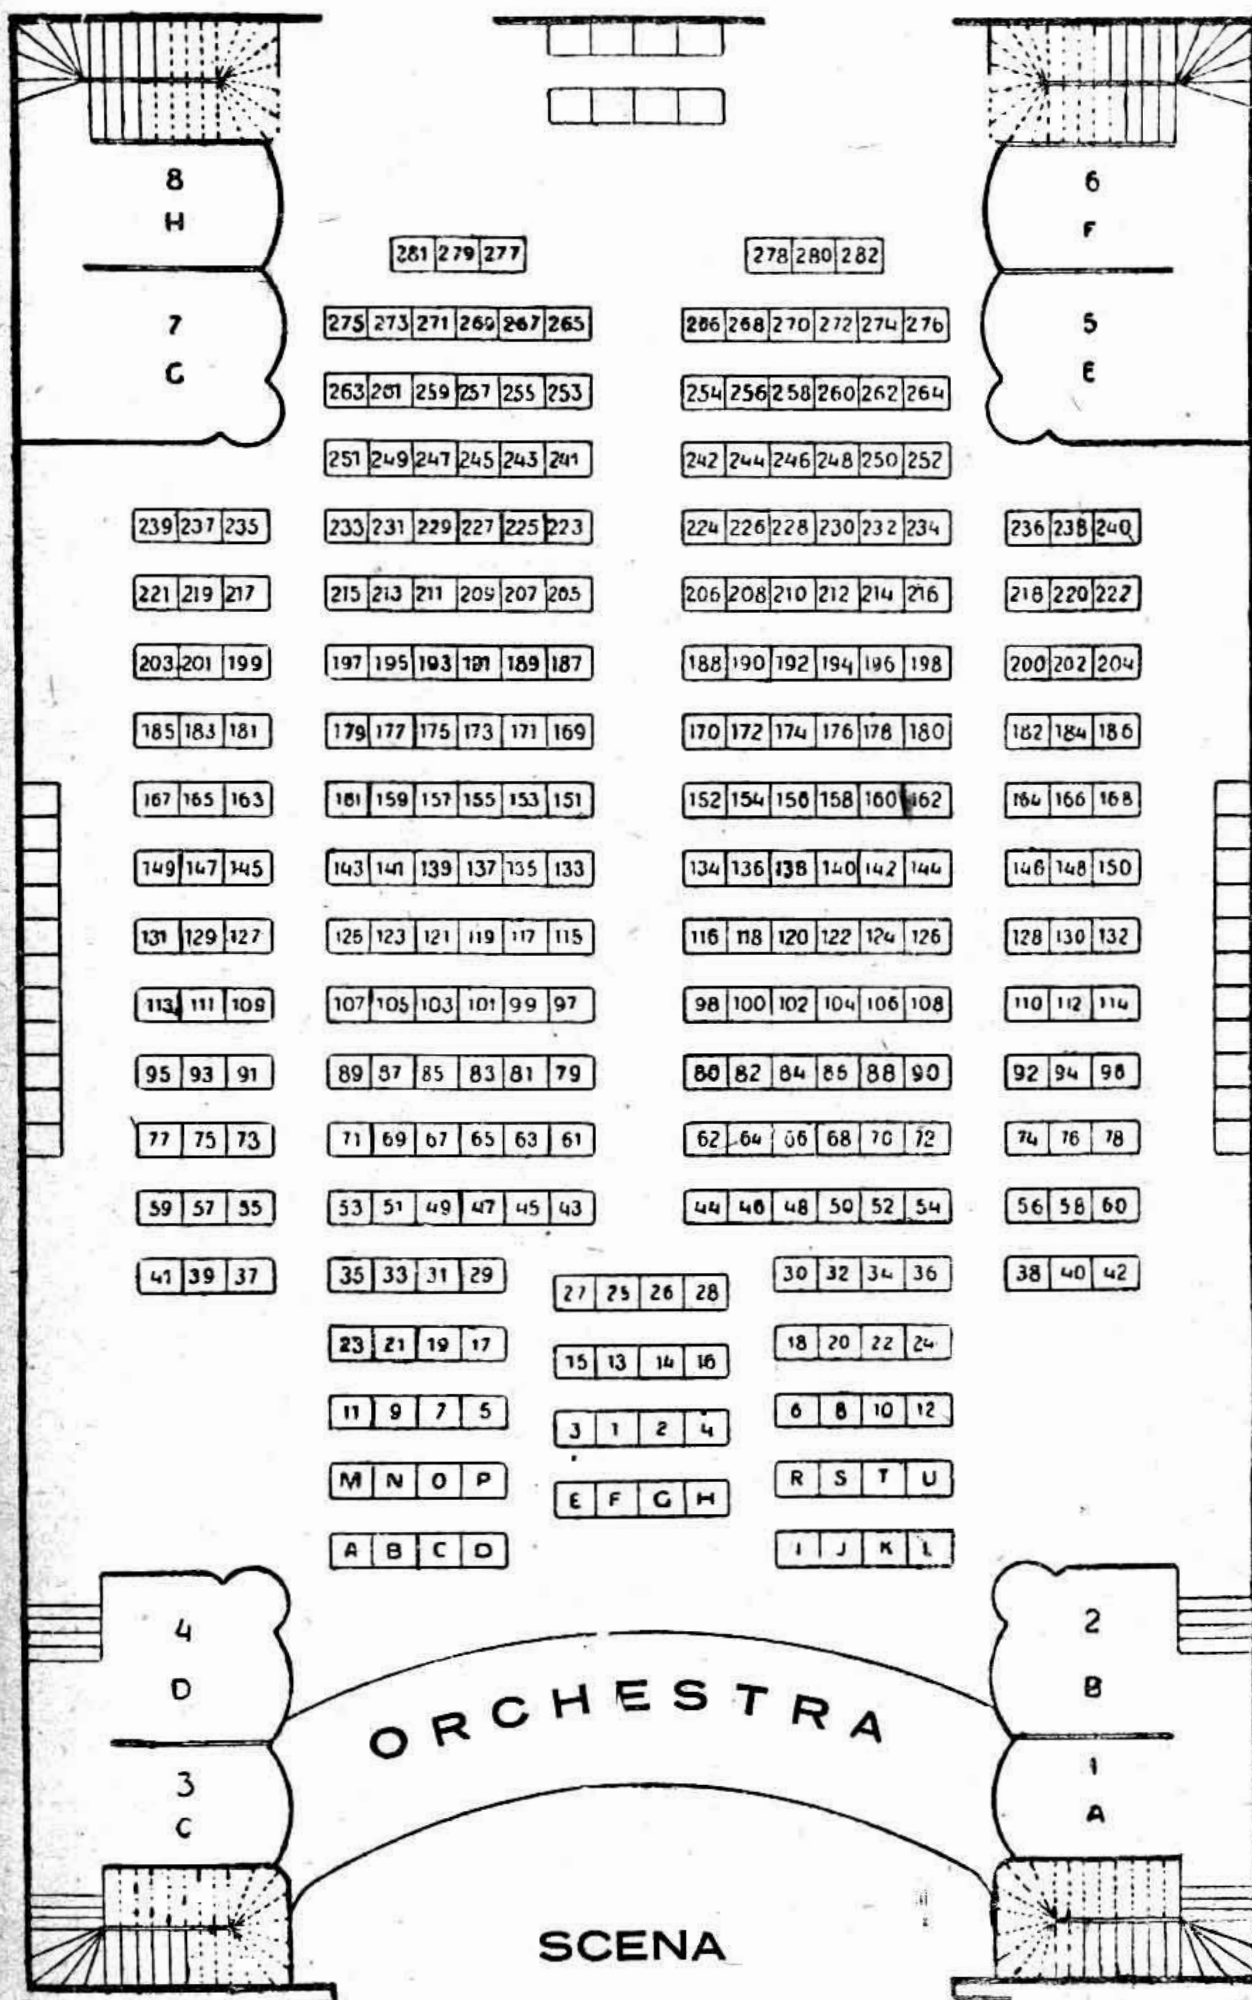 8 6
H F
281 279 277 278 280 282
7 275 273 271 269 267 265 266 268 270 272 274 276 5
G E
263 261 259 257 255 253 254 256 258 260 262 264
251 249 247 245 243 241 242 244 246 248 250 252
239 237 235 233 231 229 227 225 223 224 226 228 230 232 234 236 238 240
221 219 217 215 213 211 209 207 205 206 208 210 212 214 216 218 220 222
203 201 199 197 195 193 191 189 187 188 190 192 194 196 198 200 202 204
185 183 181 179 177 175 173 171 169 170 172 174 176 178 180 182 184 186
167 165 163 161 159 157 155 153 151 152 154 156 158 160 162 164 166 168
149 147 145 143 141 139 137 135 133 134 136 138 140 142 144 146 148 150
131 129 127 125 123 121 119 117 115 116 118 120 122 124 126 128 130 132
113 111 109 107 105 103 101 99 97 98 100 102 104 106 108 110 112 114
95 93 91 89 87 85 83 81 79 80 82 84 86 88 90 92 94 96
77 75 73 71 69 67 65 63 61 62 64 66 68 70 72 74 76 78
59 57 55 53 51 49 47 45 43 44 46 48 50 52 54 56 58 60
41 39 37 35 33 31 29 30 32 34 36 38 40 42
27 25 26 28
23 21 19 17 18 20 22 24
15 13 14 16
11 9 7 5 6 8 10 12
3 1 2 4
M N O P R S T U
E F G H
A B C D I J K L
4 2
D B
ORCHESTRA
3 1
C A
SCENA